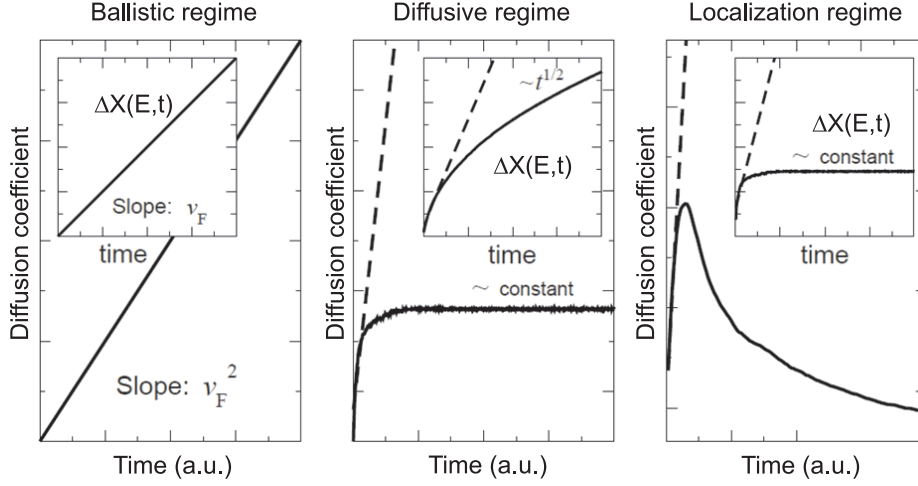 Ballistic regime
Diffusion coefficient
ΔX(E,t)
Slope: v_F
time
Slope: v_F^2
Time (a.u.)
Diffusive regime
Diffusion coefficient
~ t^{1/2}
ΔX(E,t)
time
~ constant
Time (a.u.)
Localization regime
Diffusion coefficient
ΔX(E,t)
~ constant
time
Time (a.u.)